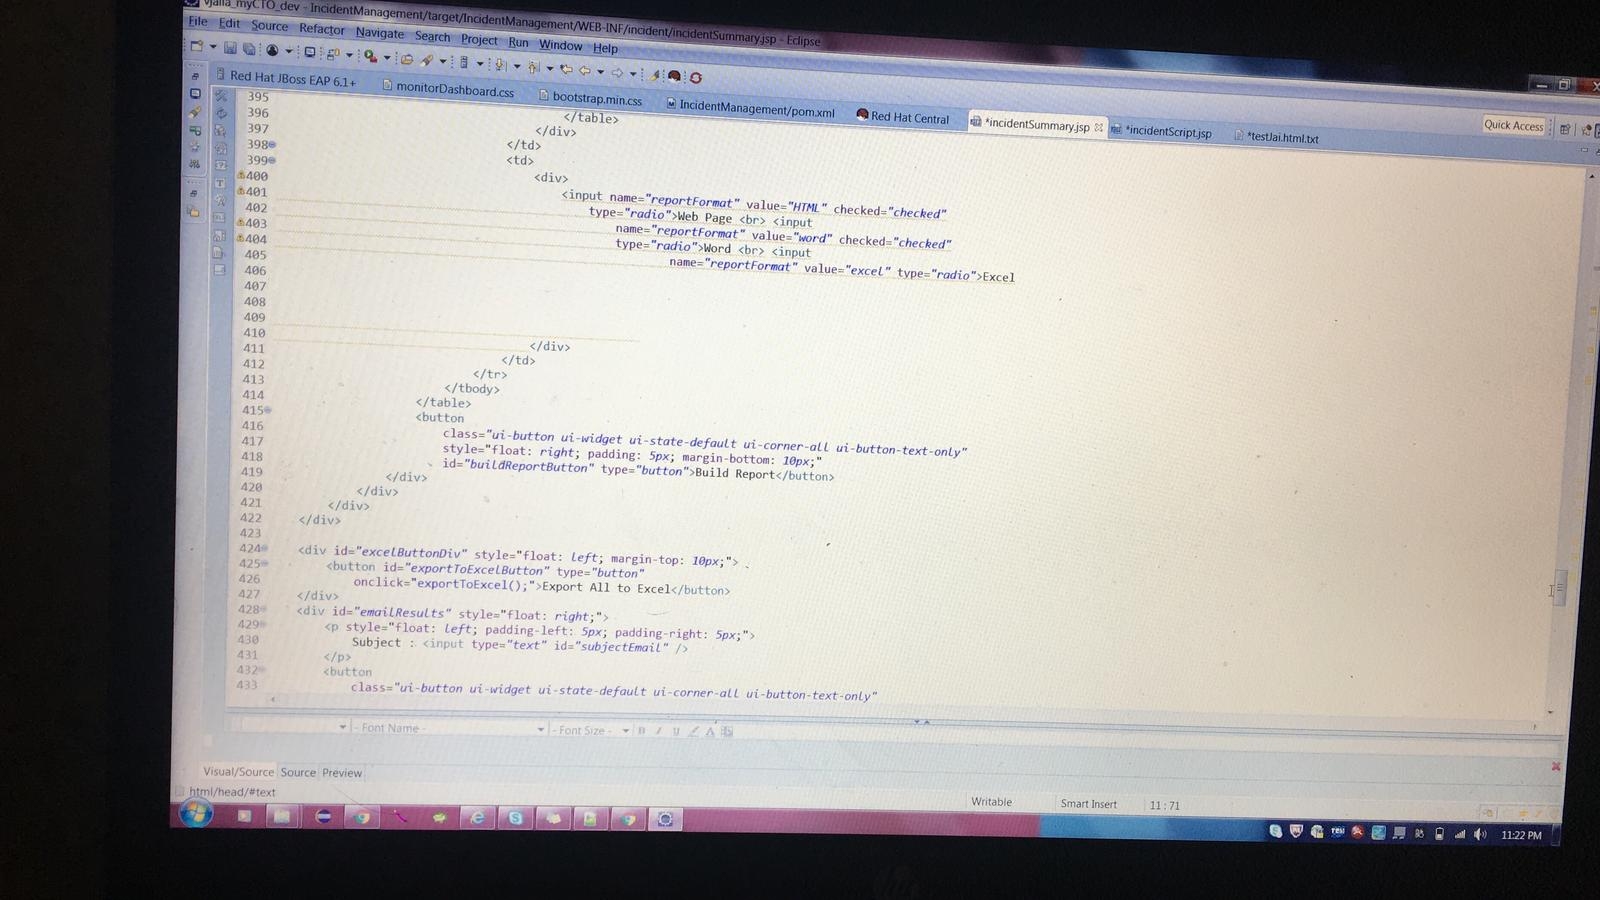 vjalla_myCTO_dev - IncidentManagement/target/IncidentManagement/WEB-INF/incident/incidentSummary.jsp - Eclipse
File Edit Source Refactor Navigate Search Project Run Window Help
Quick Access
Red Hat JBoss EAP 6.1+ monitorDashboard.css bootstrap.min.css IncidentManagement/pom.xml Red Hat Central *incidentSummary.jsp *incidentScript.jsp *testJai.html.txt
395
396 </table>
397 </div>
398 </td>
399 <td>
400 <div>
401 <input name="reportFormat" value="HTML" checked="checked"
402 type="radio">Web Page <br> <input
403 name="reportFormat" value="word" checked="checked"
404 type="radio">Word <br> <input
405 name="reportFormat" value="excel" type="radio">Excel
406
407
408
409
410
411 </div>
412 </td>
413 </tr>
414 </tbody>
415 </table>
416 <button
417 class="ui-button ui-widget ui-state-default ui-corner-all ui-button-text-only"
418 style="float: right; padding: 5px; margin-bottom: 10px;"
419 id="buildReportButton" type="button">Build Report</button>
420 </div>
421 </div>
422 </div>
423 </div>
424 <div id="excelButtonDiv" style="float: left; margin-top: 10px;">
425 <button id="exportToExcelButton" type="button"
426 onclick="exportToExcel();">Export All to Excel</button>
427 </div>
428 <div id="emailResults" style="float: right;">
429 <p style="float: left; padding-left: 5px; padding-right: 5px;">
430 Subject : <input type="text" id="subjectEmail" />
431 </p>
432 <button
433 class="ui-button ui-widget ui-state-default ui-corner-all ui-button-text-only"
- Font Name - - Font Size - B I U A
Visual/Source Source Preview
html/head/#text
Writable Smart Insert 11 : 71
11:22 PM